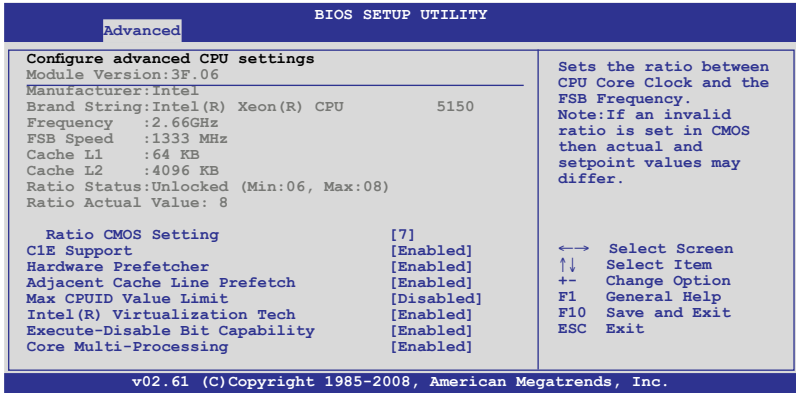 BIOS SETUP UTILITY
Advanced
Configure advanced CPU settings
Module Version:3F.06
Manufacturer:Intel
Brand String:Intel(R) Xeon(R) CPU 5150
Frequency :2.66GHz
FSB Speed :1333 MHz
Cache L1 :64 KB
Cache L2 :4096 KB
Ratio Status:Unlocked (Min:06, Max:08)
Ratio Actual Value: 8
Ratio CMOS Setting [7]
C1E Support [Enabled]
Hardware Prefetcher [Enabled]
Adjacent Cache Line Prefetch [Enabled]
Max CPUID Value Limit [Disabled]
Intel(R) Virtualization Tech [Enabled]
Execute-Disable Bit Capability [Enabled]
Core Multi-Processing [Enabled]
Sets the ratio between
CPU Core Clock and the
FSB Frequency.
Note:If an invalid
ratio is set in CMOS
then actual and
setpoint values may
differ.
←→ Select Screen
↑↓ Select Item
+- Change Option
F1 General Help
F10 Save and Exit
ESC Exit
v02.61 (C)Copyright 1985-2008, American Megatrends, Inc.